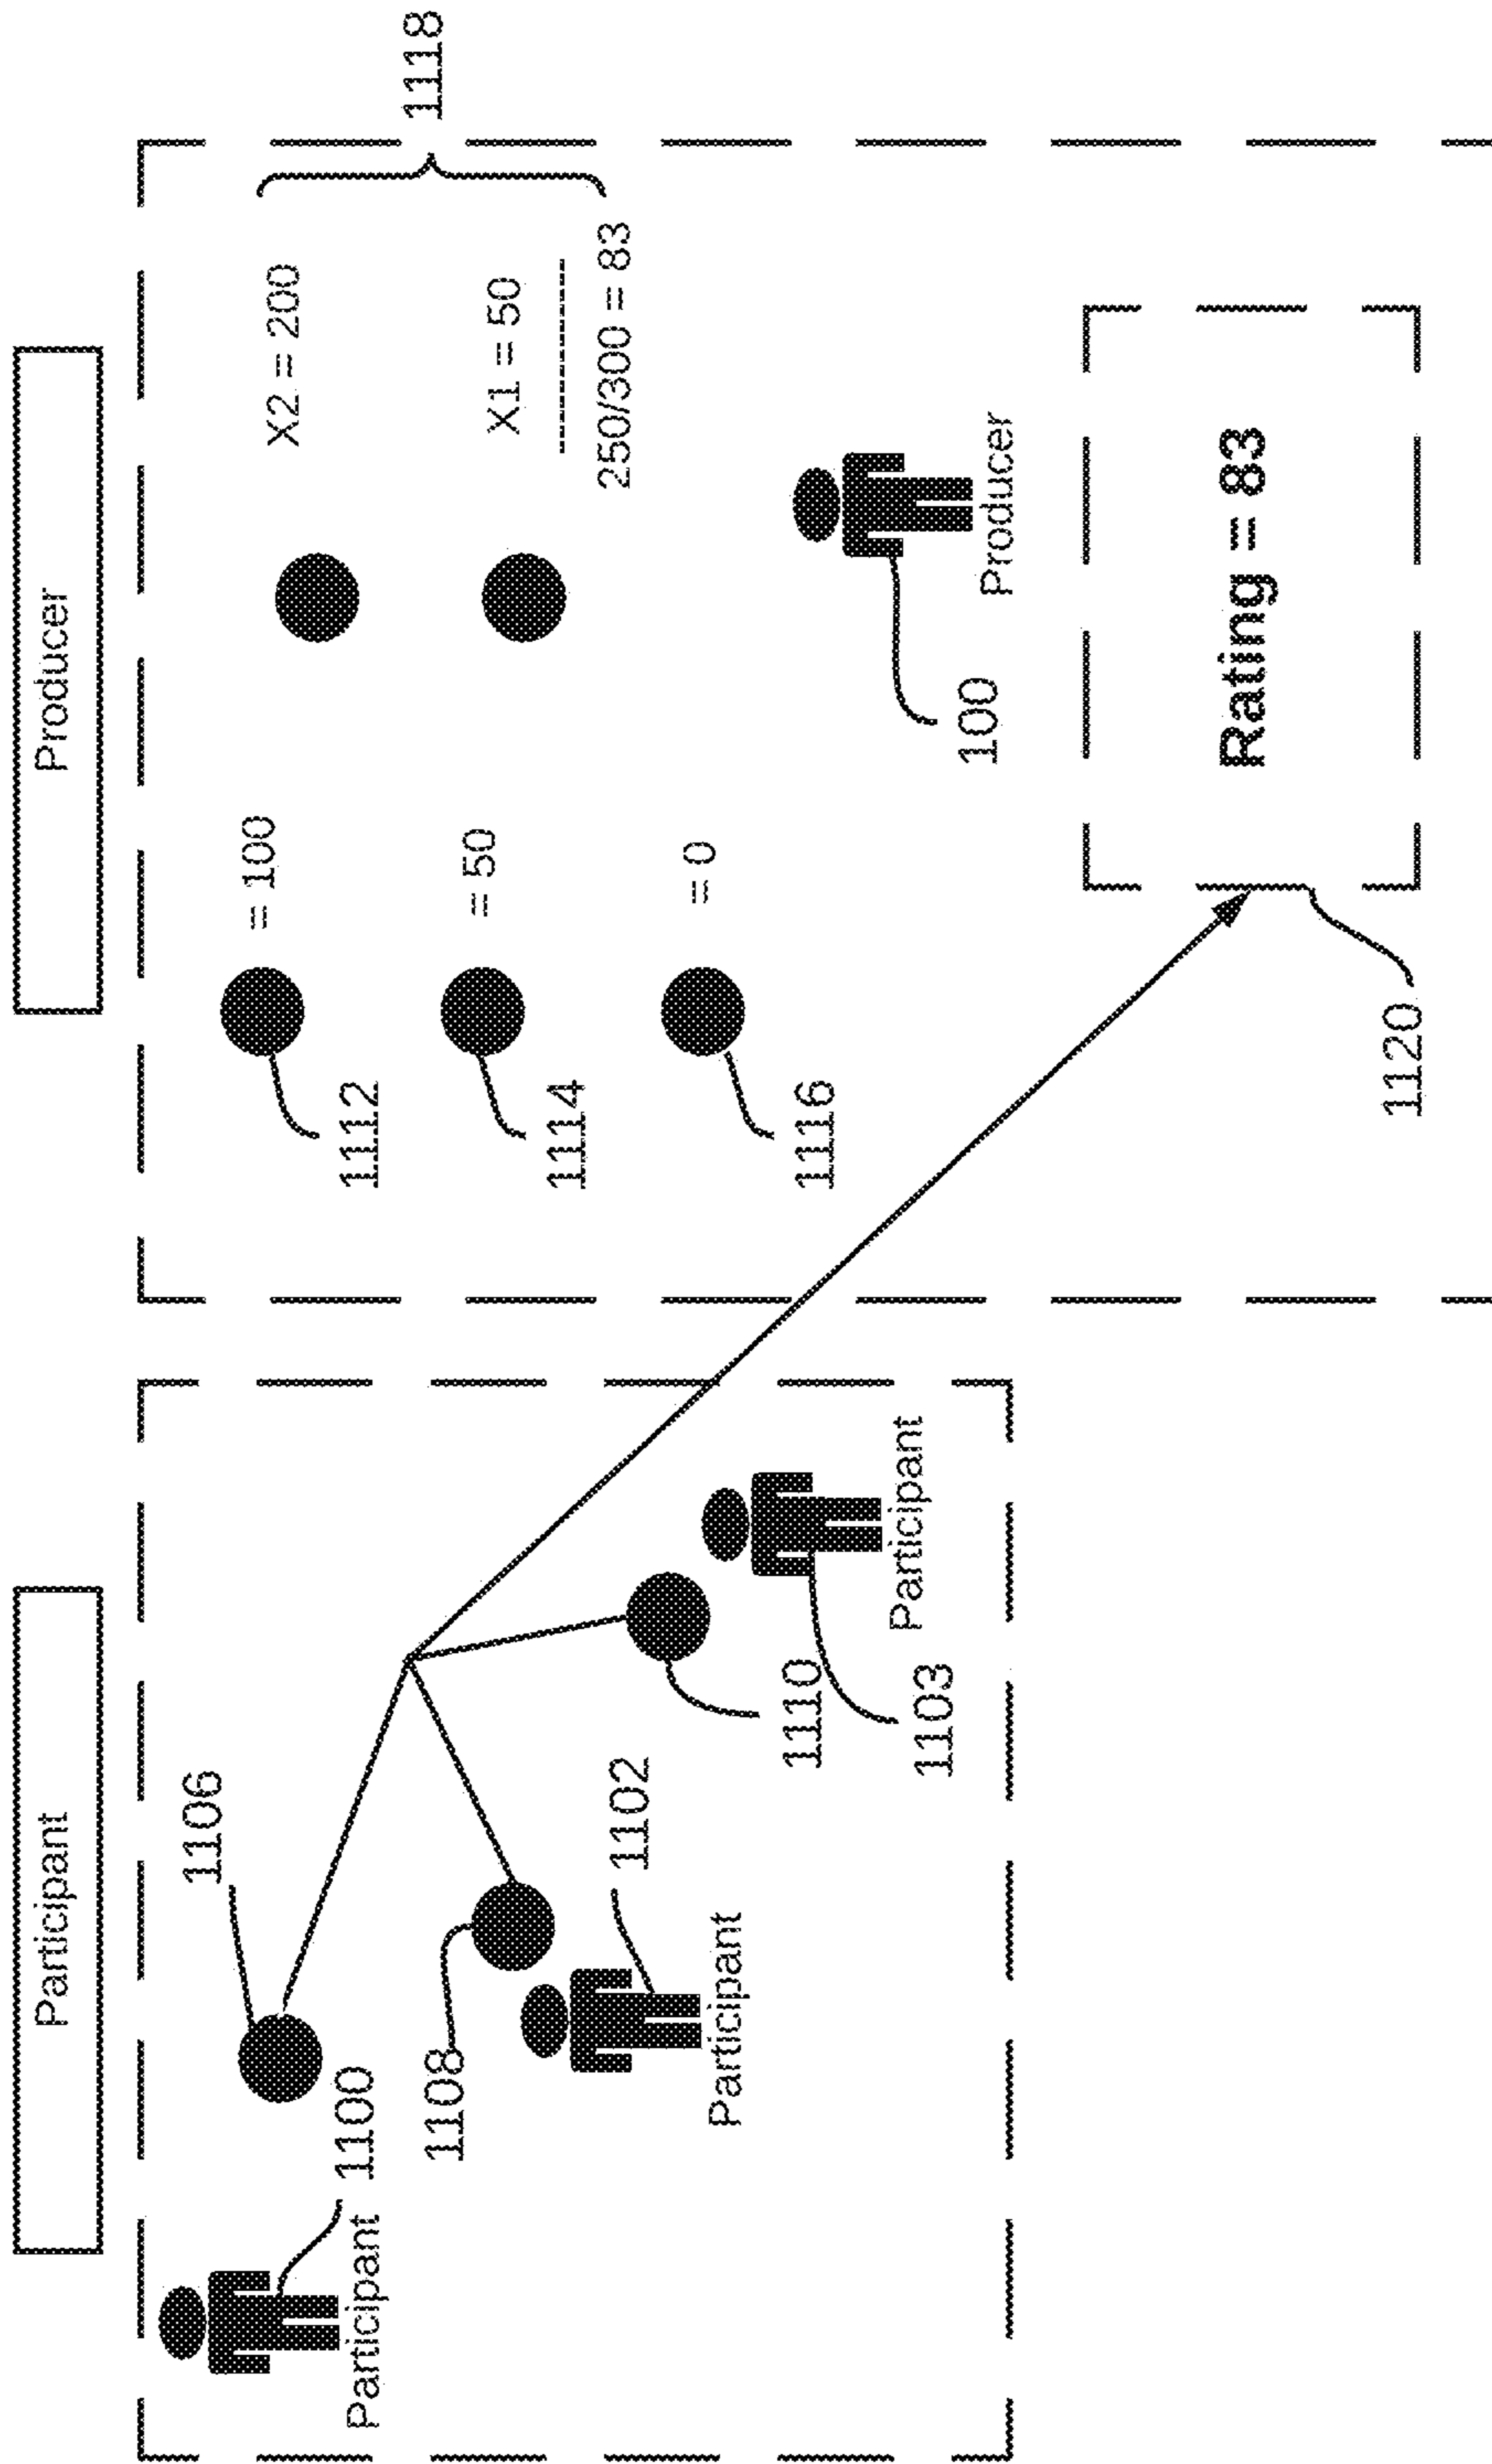 Participant
Producer
1106
Participant
1100
1108
Participant
1102
1110
Participant
1103
1112
= 100
1114
= 50
1116
= 0
X2 = 200
X1 = 50
250/300 = 83
1118
100
Producer
Rating = 83
1120